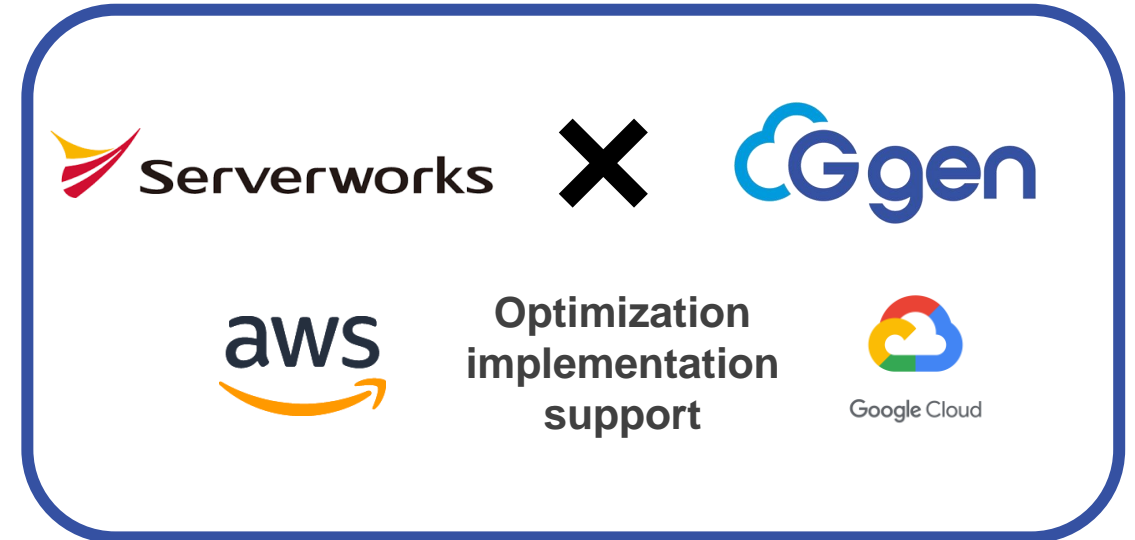 Serverworks
Ggen
aws
Optimization
implementation
support
Google Cloud